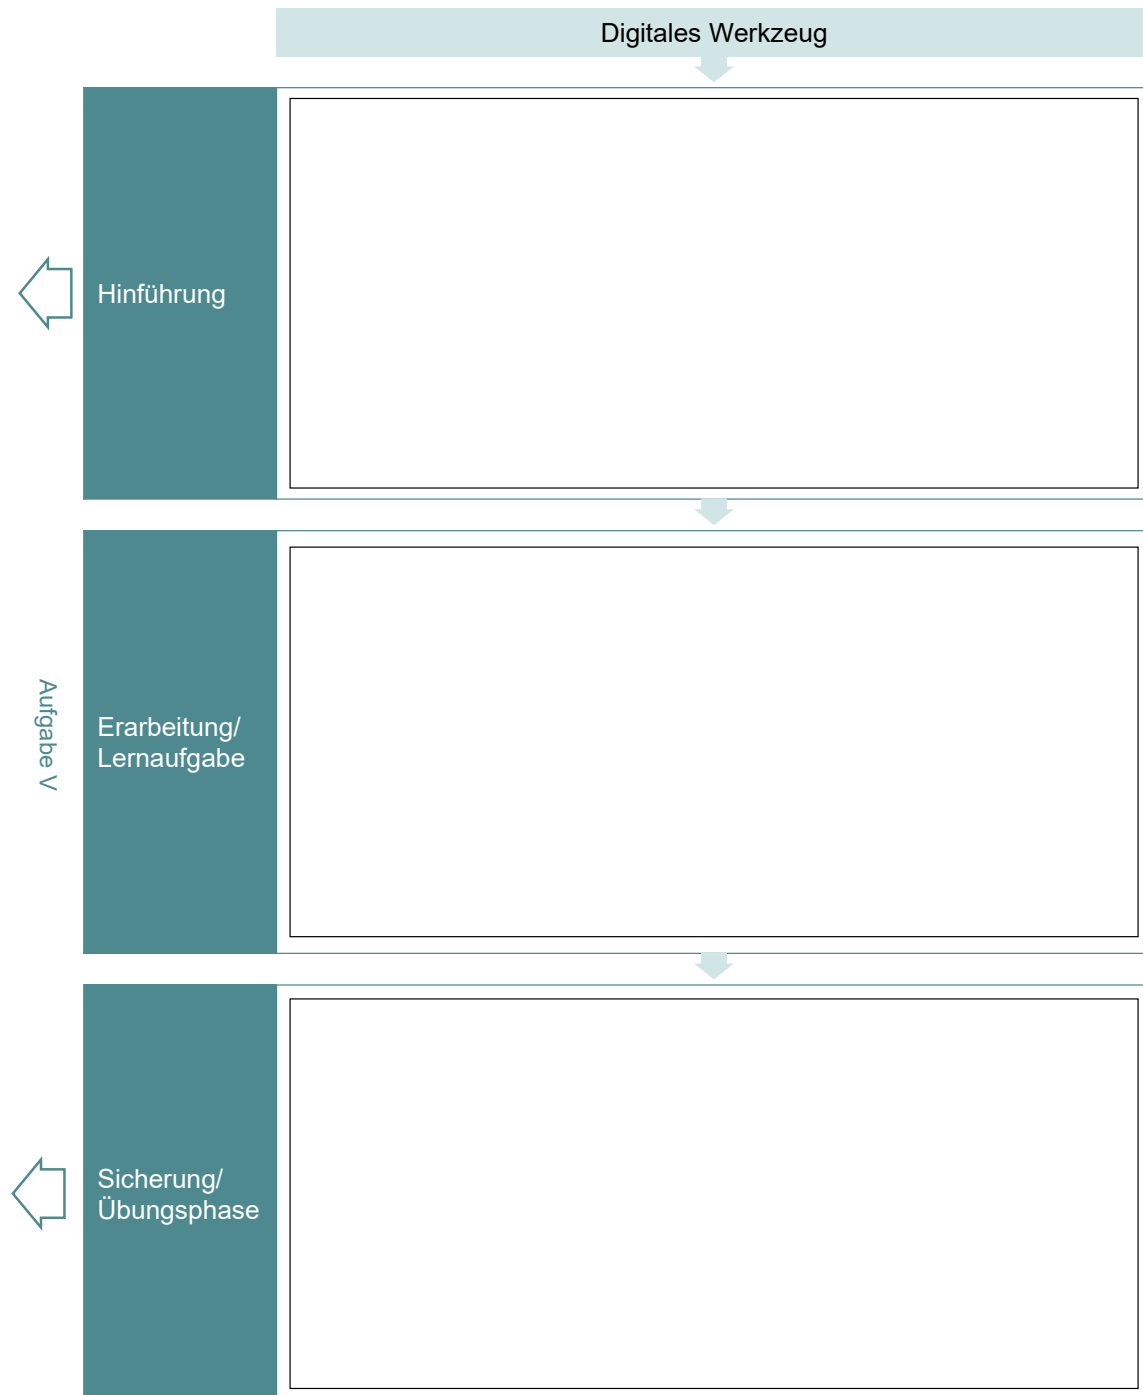 Digitales Werkzeug
Hinführung
Aufgabe V
Erarbeitung/
Lernaufgabe
Sicherung/
Übungsphase